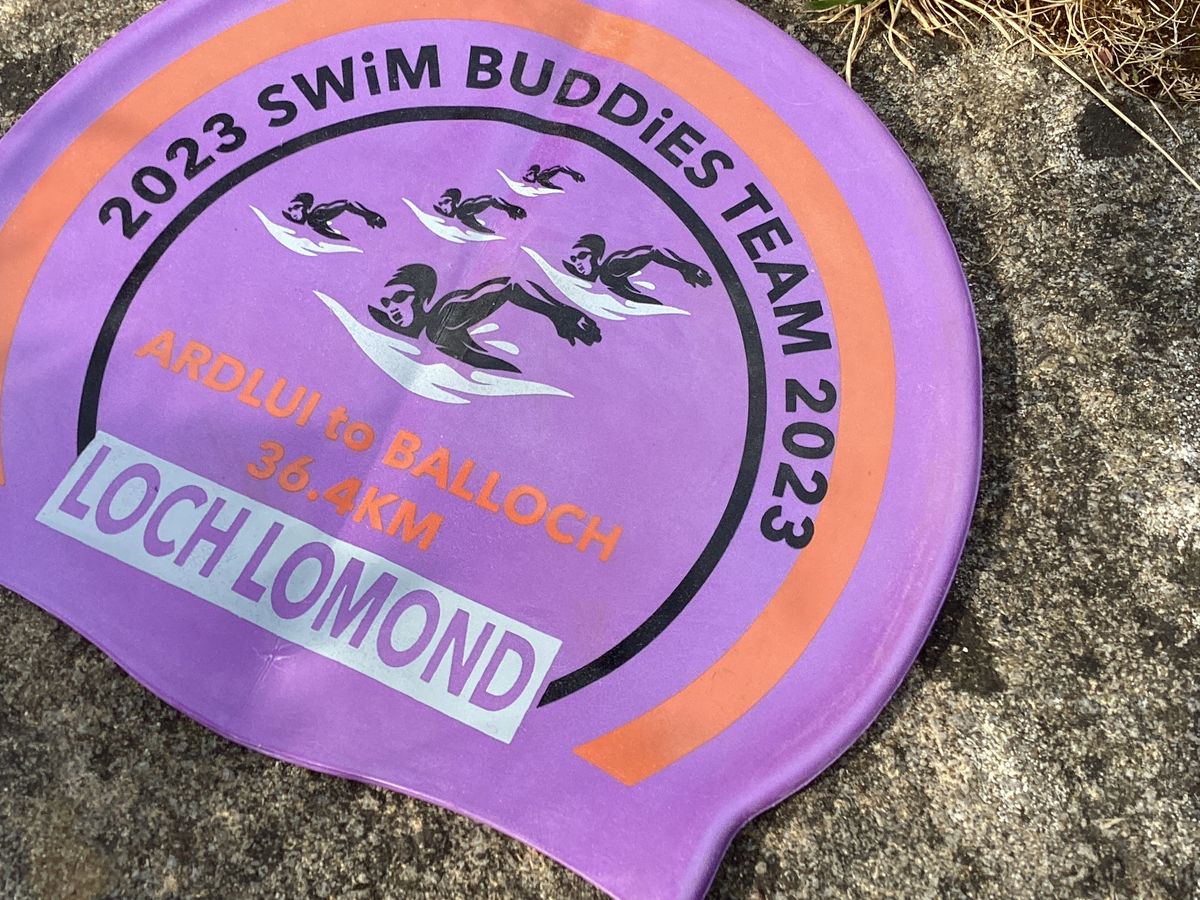 2023 SWiM BUDDiES TEAM 2023
ARDLUI to BALLOCH
36.4KM
LOCH LOMOND